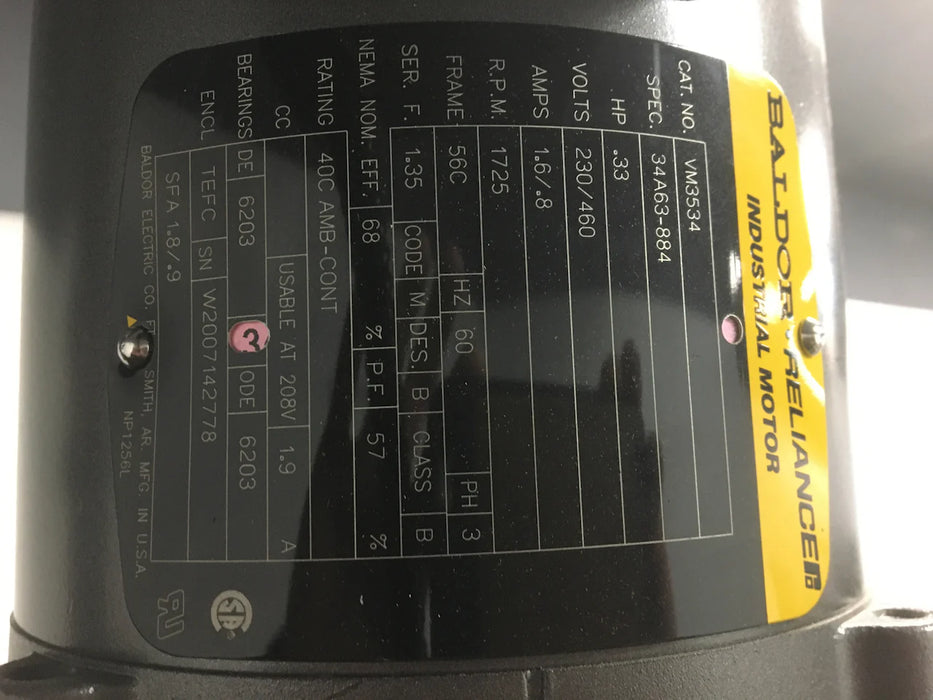 BALDOR • RELIANCE
INDUSTRIAL MOTOR
CAT. NO. VM3534
SPEC. 34A63-884
HP .33
VOLTS 230/460
AMPS 1.6/.8
R.P.M. 1725
FRAME 56C HZ 60 PH 3
SER. F. 1.35 CODE M DES. B CLASS B
NEMA NOM. EFF. 68 % P.F. 57 %
RATING 40C AMB-CONT
CC USABLE AT 208V 1.9 A
BEARINGS DE 6203 3 ODE 6203
ENCL TEFC SN W2007142778
SFA 1.8/.9
BALDOR ELECTRIC CO. SMITH, AR. MFG. IN U.S.A.
NP1256L